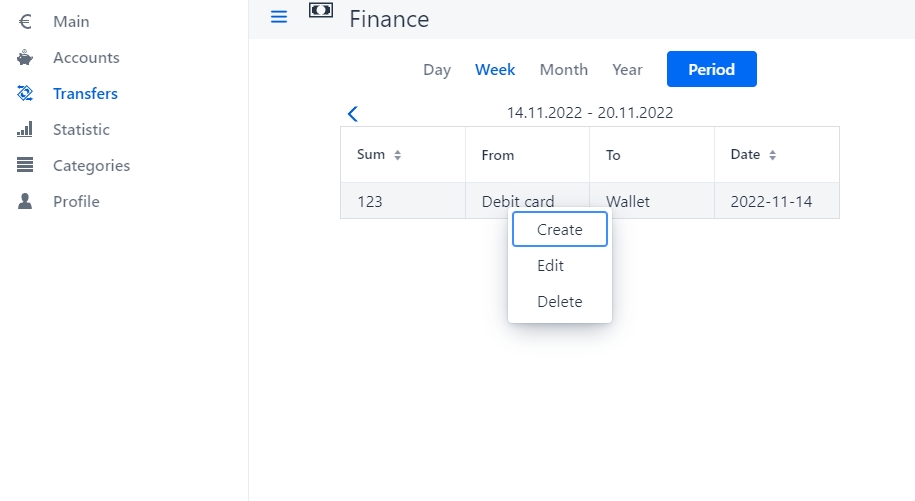 Main
Accounts
Transfers
Statistic
Categories
Profile
Finance
Day Week Month Year Period
14.11.2022 - 20.11.2022
Sum From To Date
123 Debit card Wallet 2022-11-14
Create
Edit
Delete